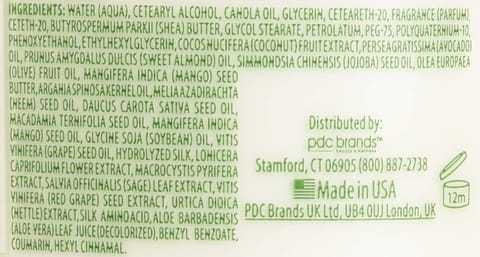 INGREDIENTS: WATER (AQUA), CETEARYL ALCOHOL, CANOLA OIL, GLYCERIN, CETEARETH-20, FRAGRANCE (PARFUM),
CETETH-20, BUTYROSPERMUM PARKII (SHEA) BUTTER, GLYCOL STEARATE, PETROLATUM, PEG-75, POLYQUATERNIUM-10,
PHENOXYETHANOL, ETHYLHEXYLGLYCERIN, COCOS NUCIFERA (COCONUT) FRUIT EXTRACT, PERSEA GRATISSIMA (AVOCADO)
OIL, PRUNUS AMYGDALUS DULCIS (SWEET ALMOND) OIL, SIMMONDSIA CHINENSIS (JOJOBA) SEED OIL, OLEA EUROPAEA
(OLIVE) FRUIT OIL, MANGIFERA INDICA (MANGO) SEED
BUTTER, ARGANIA SPINOSA KERNEL OIL, MELIA AZADIRACHTA
(NEEM) SEED OIL, DAUCUS CAROTA SATIVA SEED OIL,
MACADAMIA TERNIFOLIA SEED OIL, MANGIFERA INDICA
(MANGO) SEED OIL, GLYCINE SOJA (SOYBEAN) OIL, VITIS
VINIFERA (GRAPE) SEED OIL, HYDROLYZED SILK, LONICERA
CAPRIFOLIUM FLOWER EXTRACT, MACROCYSTIS PYRIFERA
EXTRACT, SALVIA OFFICINALIS (SAGE) LEAF EXTRACT, VITIS
VINIFERA (RED GRAPE) SEED EXTRACT, URTICA DIOICA
(NETTLE) EXTRACT, SILK AMINO ACID, ALOE BARBADENSIS
(ALOE VERA) LEAF JUICE (DECOLORIZED), BENZYL BENZOATE,
COUMARIN, HEXYL CINNAMAL.
Distributed by:
pdc brands™
beauty & wellness
Stamford, CT 06905 (800) 887-2738
Made in USA
PDC Brands UK Ltd, UB4 0UJ London, UK
12m